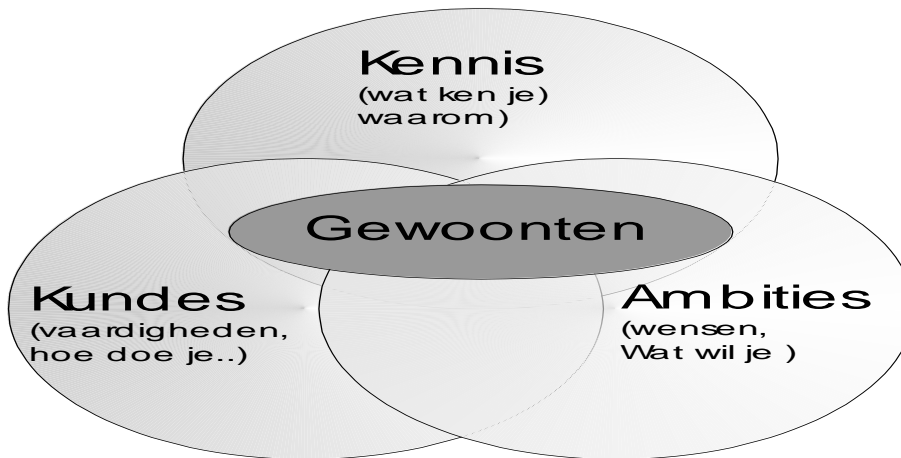 Kennis
(wat ken je)
waarom)
Gewoonten
Kundes
(vaardigheden,
hoe doe je..)
Ambities
(wensen,
Wat wil je )